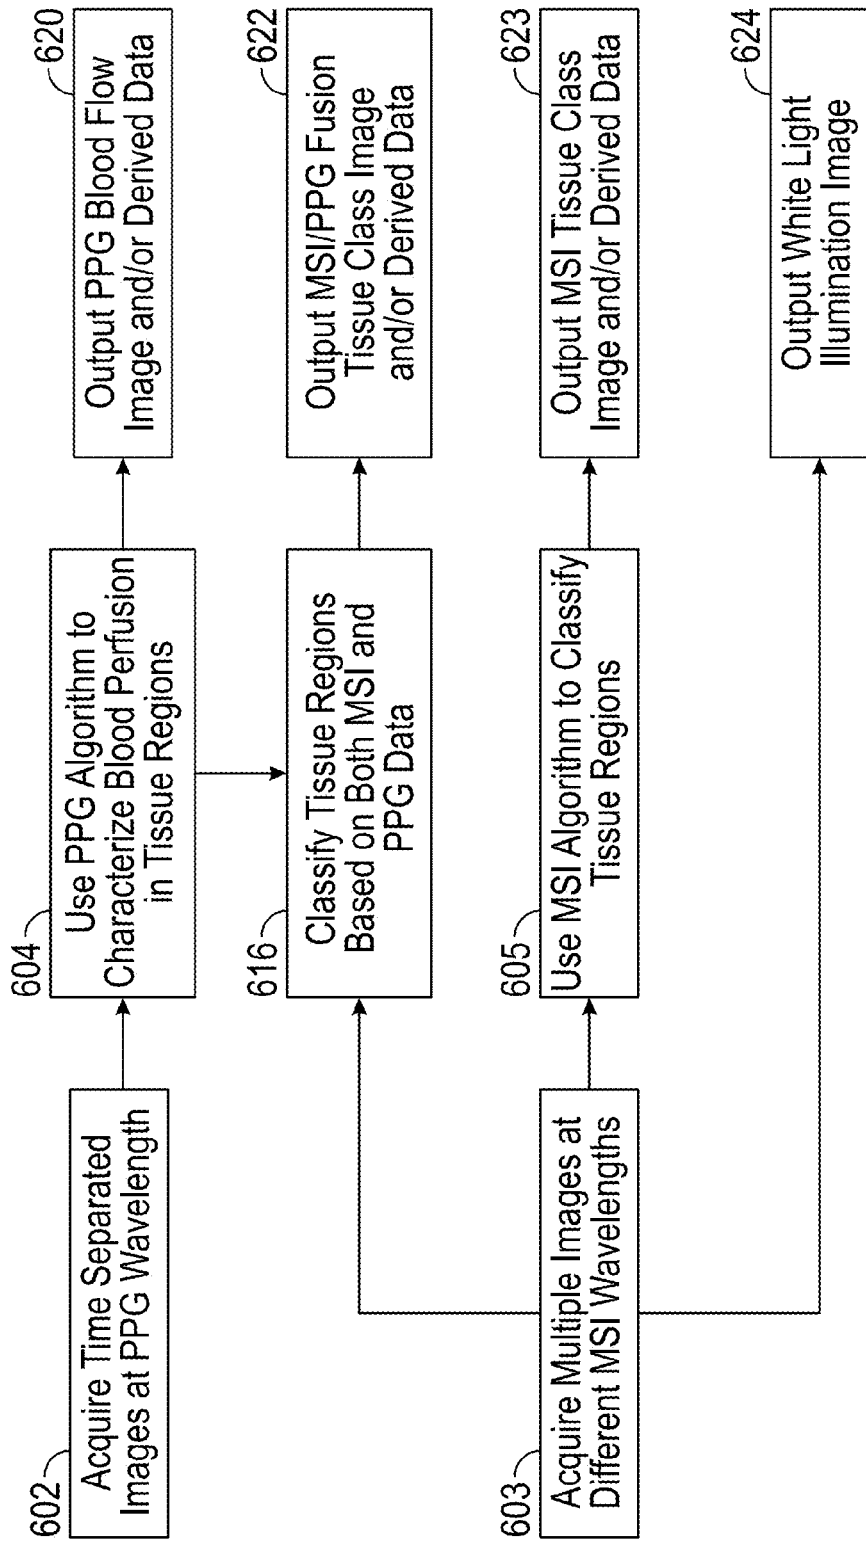 602
Acquire Time Separated
Images at PPG Wavelength
604
Use PPG Algorithm to
Characterize Blood Perfusion
in Tissue Regions
620
Output PPG Blood Flow
Image and/or Derived Data
616
Classify Tissue Regions
Based on Both MSI and
PPG Data
622
Output MSI/PPG Fusion
Tissue Class Image
and/or Derived Data
603
Acquire Multiple Images at
Different MSI Wavelengths
605
Use MSI Algorithm to Classify
Tissue Regions
623
Output MSI Tissue Class
Image and/or Derived Data
624
Output White Light
Illumination Image